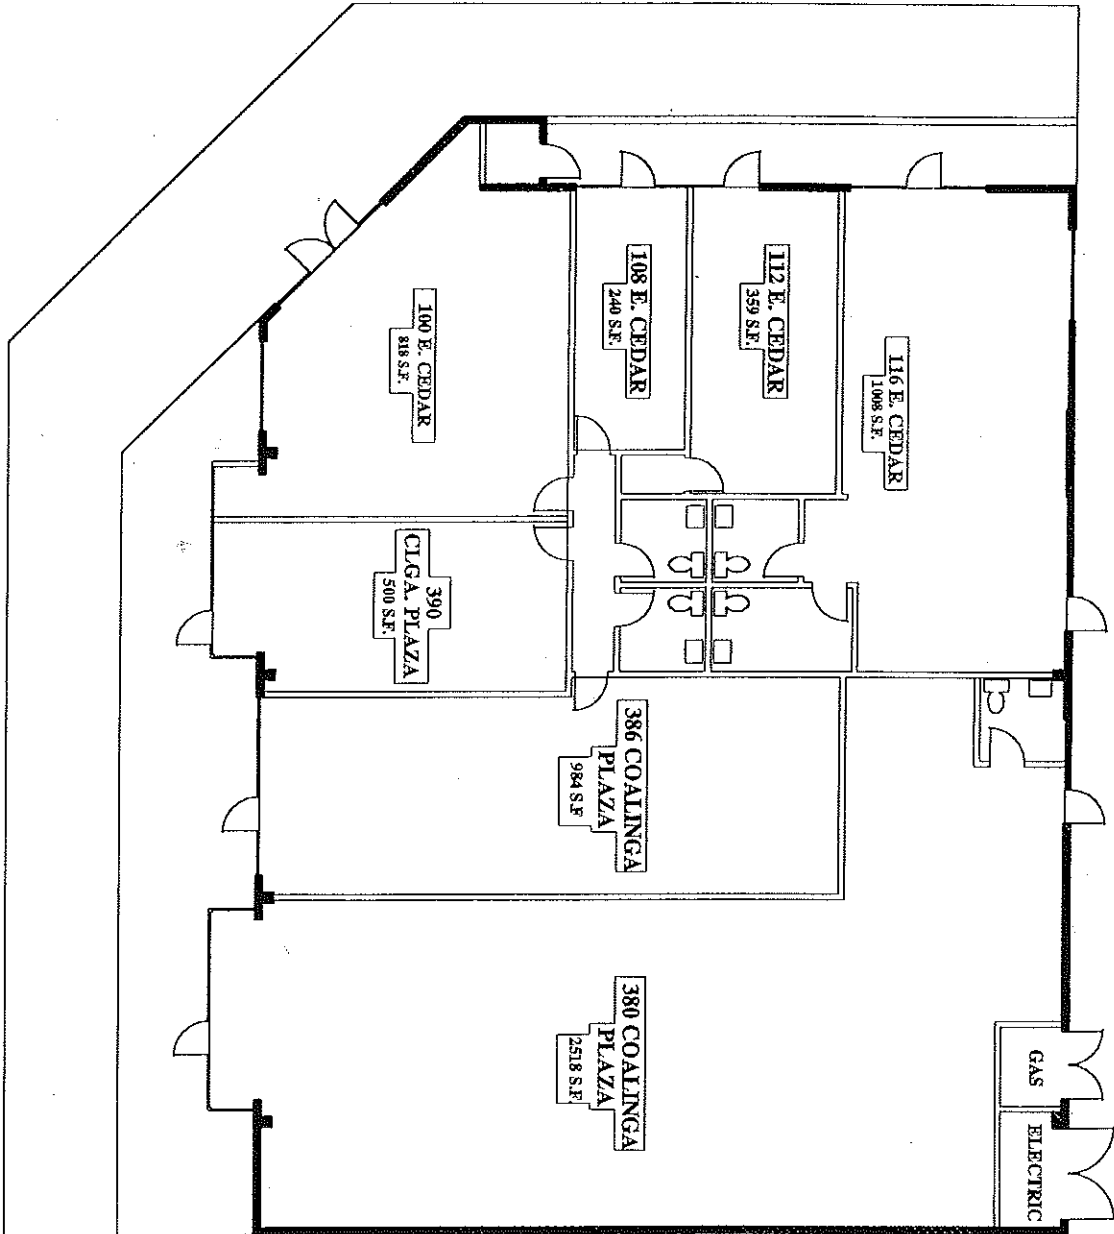 116 E. CEDAR
1008 S.F.
112 E. CEDAR
359 S.F.
108 E. CEDAR
240 S.F.
100 E. CEDAR
818 S.F.
390
CLGA. PLAZA
500 S.F.
386 COALINGA
PLAZA
984 S.F
380 COALINGA
PLAZA
2518 S.F.
GAS
ELECTRIC